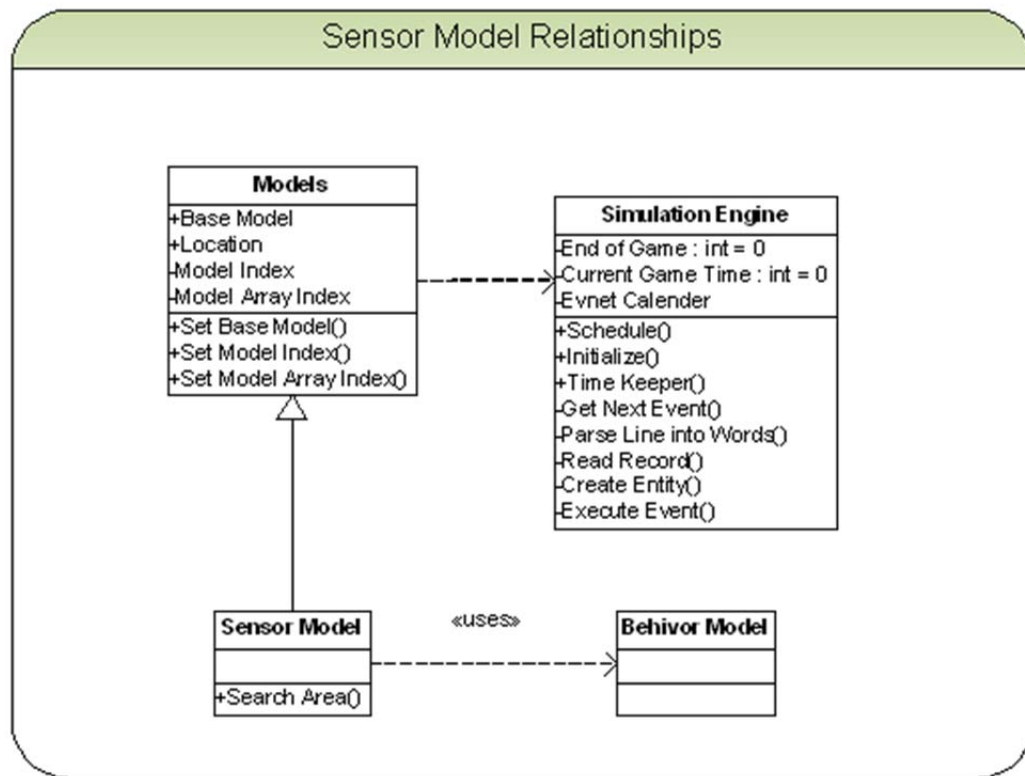 Sensor Model Relationships
Models
+Base Model
+Location
-Model Index
-Model Array Index
+Set Base Model()
+Set Model Index()
+Set Model Array Index()
Simulation Engine
-End of Game : int = 0
-Current Game Time : int = 0
-Evnet Calender
+Schedule()
+Initialize()
+Time Keeper()
-Get Next Event()
-Parse Line into Words()
-Read Record()
-Create Entity()
-Execute Event()
Sensor Model
+Search Area()
«uses»
Behivor Model